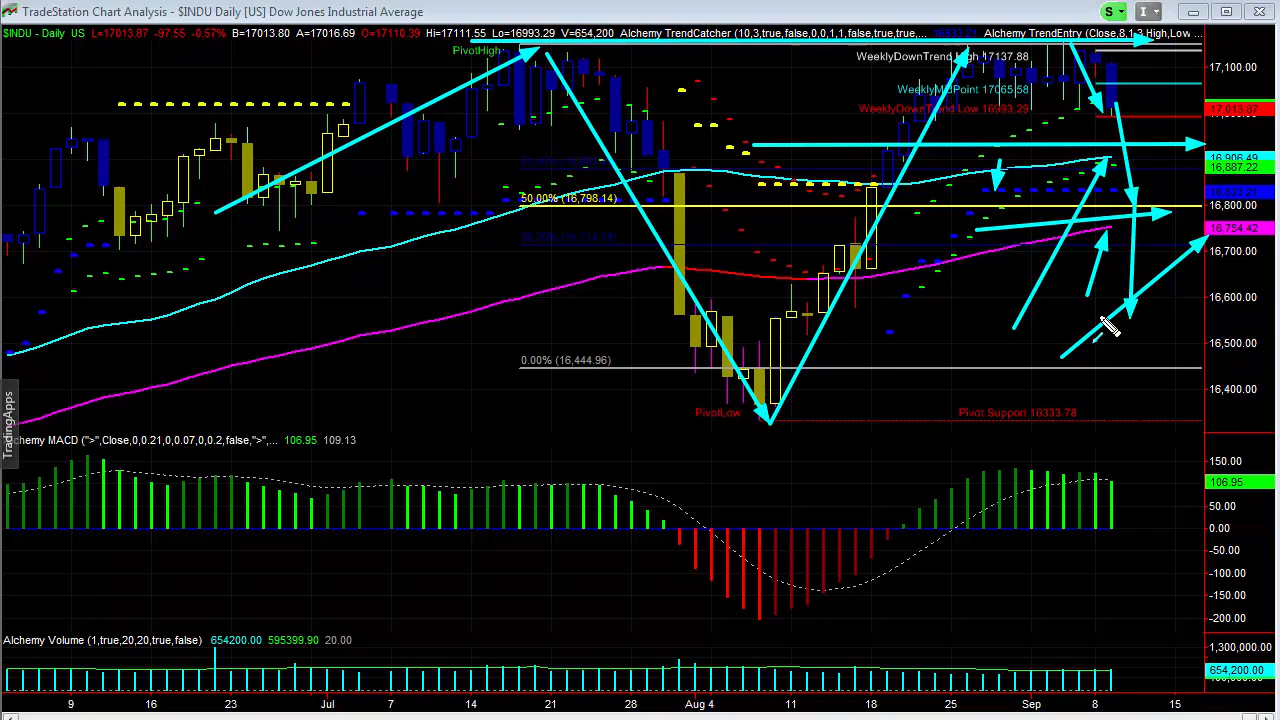 TradeStation Chart Analysis - $INDU Daily [US] Dow Jones Industrial Average
S
I
$INDU - Daily L=17013.87 -97.55 -0.57% B=17013.80 A=17016.69 O=17110.39 Hi=17111.55 Lo=16993.29 V=654,200 Alchemy TrendCatcher (10,3,true,false,0,0,1,1,false,true,true,... 16933.21 Alchemy TrendEntry (Close,8,1,3,High,Low ...
PivotHigh
WeeklyDownTrend High 17137.88
WeeklyMidPoint 17065.58
WeeklyDownTrend Low 16993.29
50.00% (16,798.14)
0.00% (16,444.96)
PivotLow
Pivot Support 16333.78
17,100.00
17,013.87
16,906.49
16,887.22
16,800.00
16,754.42
16,700.00
16,600.00
16,500.00
16,400.00
TradingApps
Alchemy MACD (">",Close,0,0.21,0,0.07,0,0.2,false,">",... 106.95 109.13
150.00
106.95
50.00
0.00
-50.00
-100.00
-150.00
-200.00
Alchemy Volume (1,true,20,20,true,false) 654200.00 595399.90 20.00
1,300,000.00
654,200.00
9 16 23 Jul 14 21 28 Aug 4 11 18 25 Sep 8 15